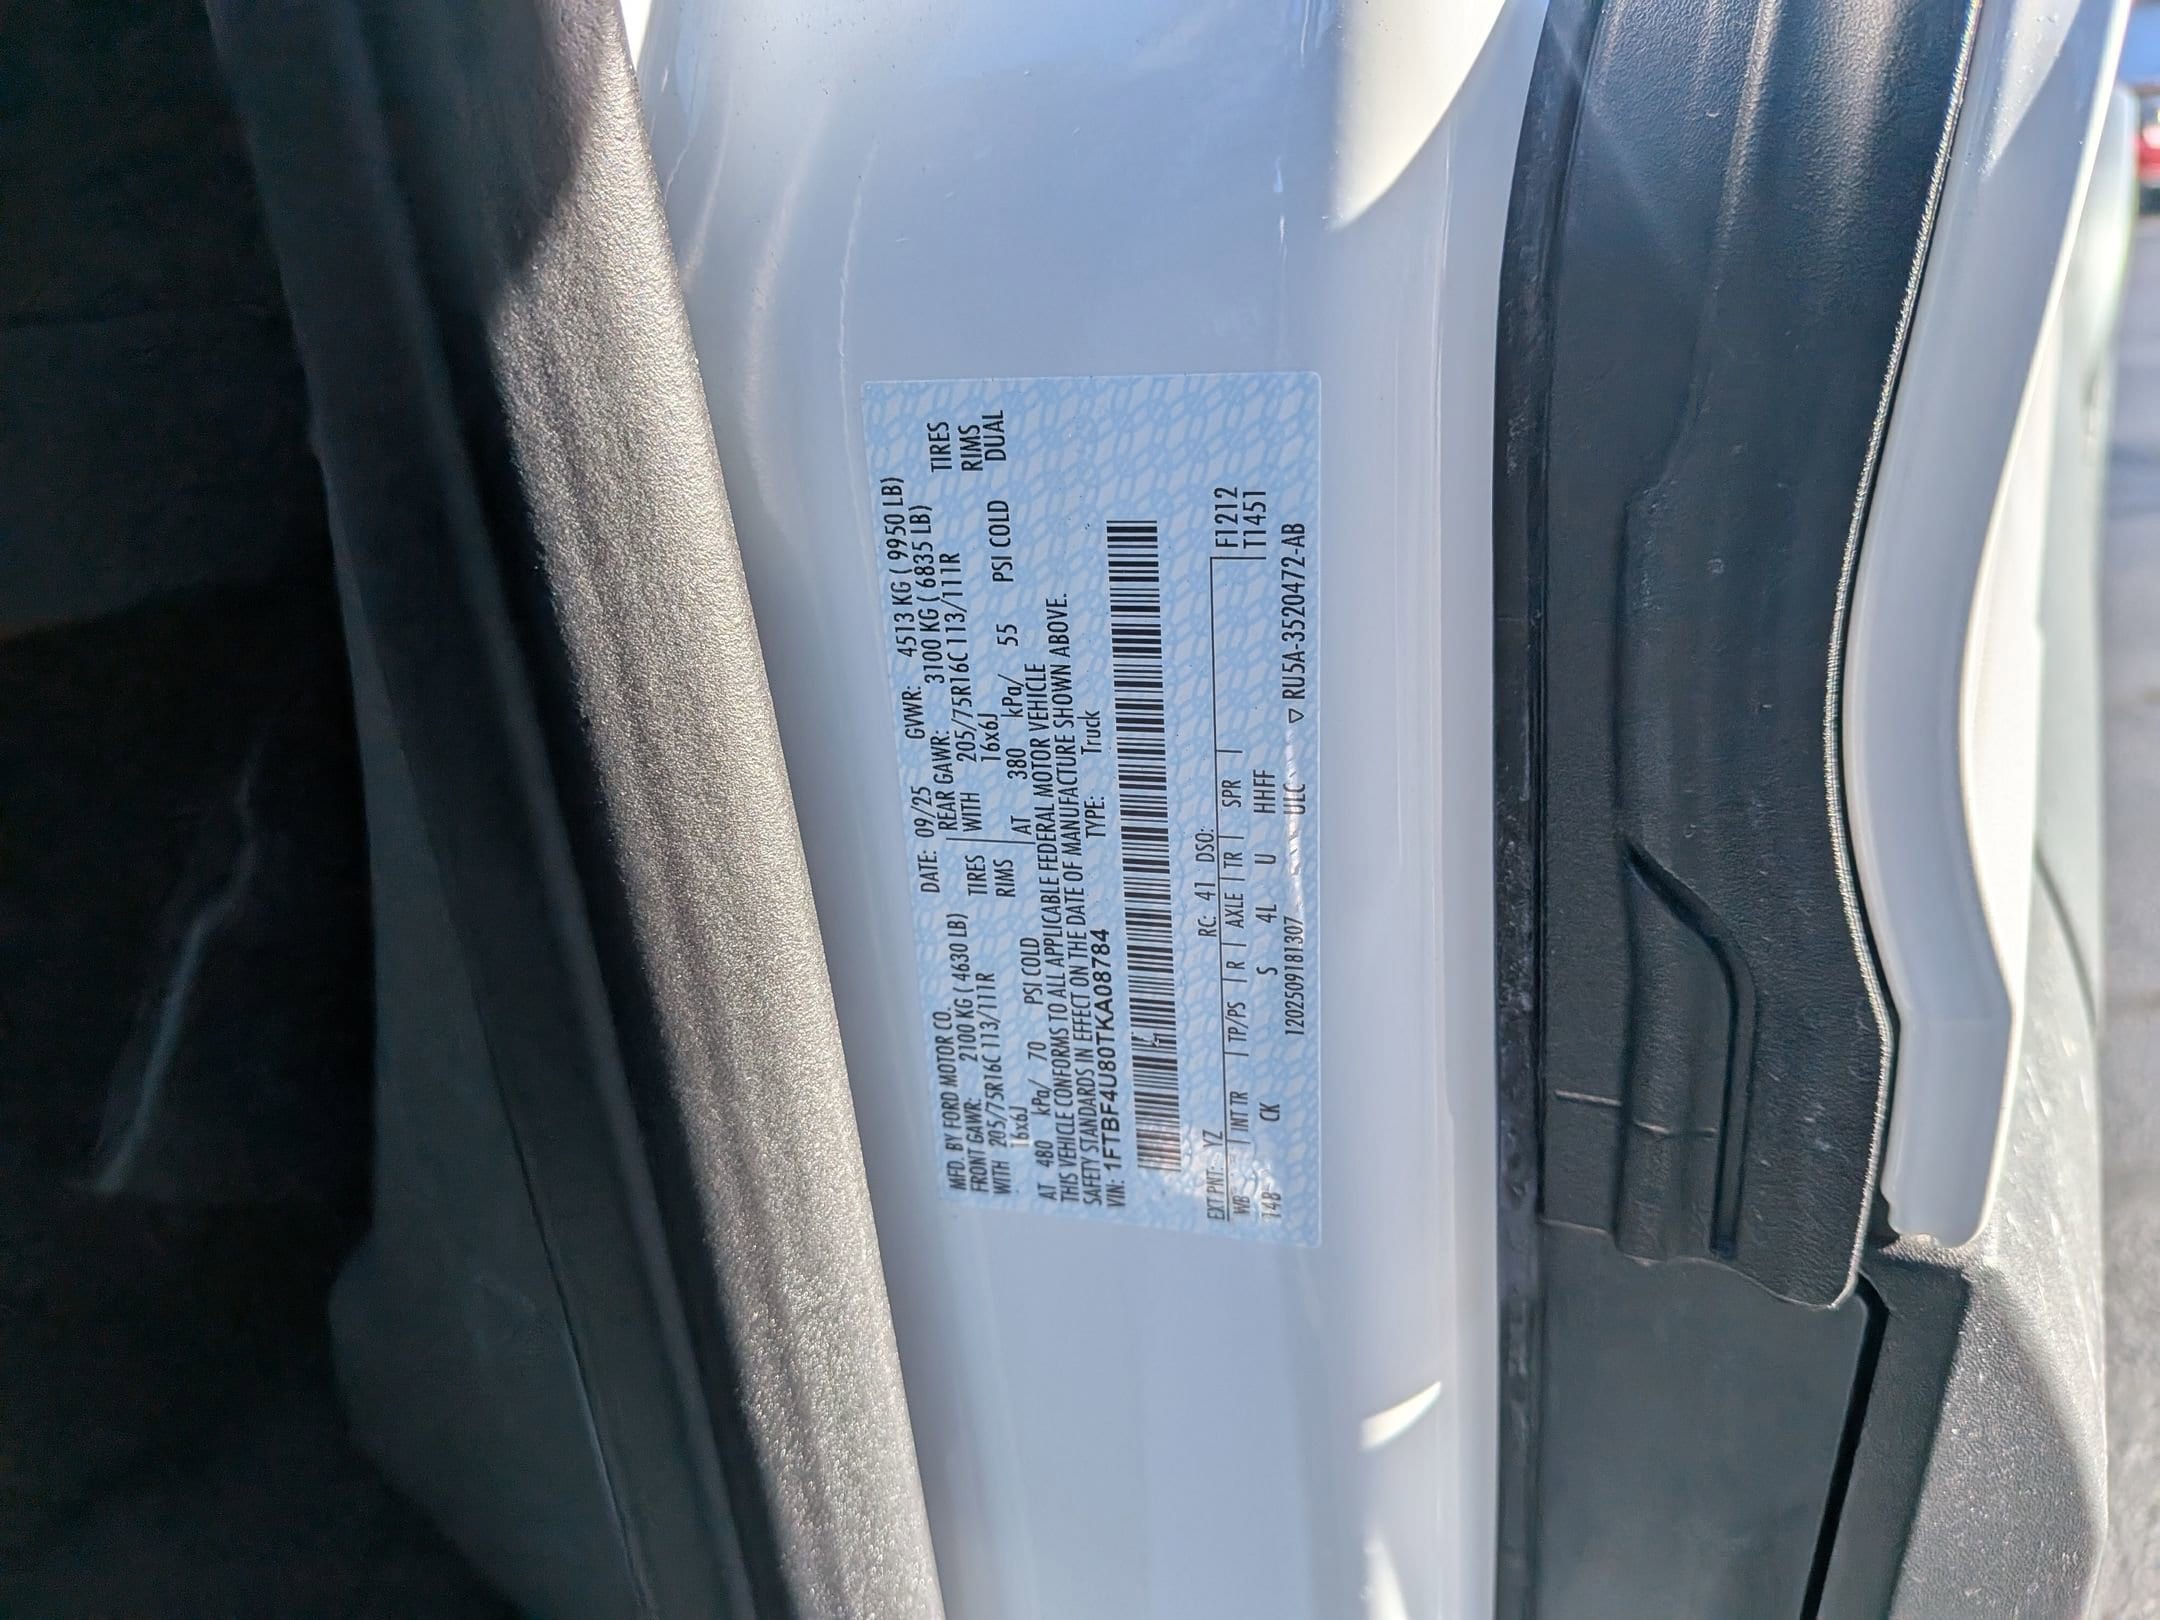 MFD. BY FORD MOTOR CO. DATE: 09/25 GVWR: 4513 KG ( 9950 LB)
FRONT GAWR: 2100 KG ( 4630 LB) REAR GAWR: 3100 KG ( 6835 LB)
WITH 205/75R16C 113/111R TIRES WITH 205/75R16C 113/111R TIRES
16x6J RIMS 16x6J RIMS
AT 480 kPa/ 70 PSI COLD AT 380 kPa/ 55 PSI COLD DUAL
THIS VEHICLE CONFORMS TO ALL APPLICABLE FEDERAL MOTOR VEHICLE
SAFETY STANDARDS IN EFFECT ON THE DATE OF MANUFACTURE SHOWN ABOVE.
VIN: 1FTBF4U80TKA08784 TYPE: Truck
EXT PNT: YZ RC: 41 DSO: F1212
WB INT TR TP/PS R AXLE TR SPR T1451
148 CK S 4L U HHFF
1202509181307 ULC ▽ RU5A-3520472-AB